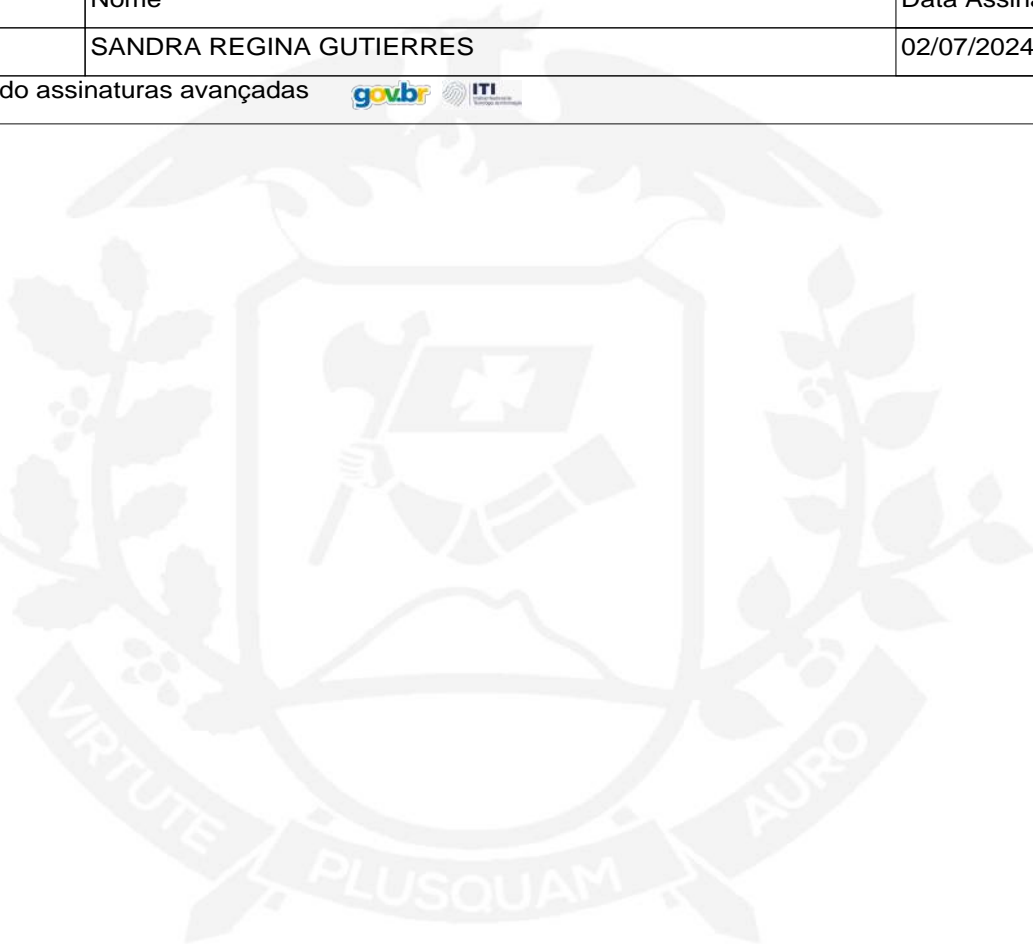 Nome Data Assina
SANDRA REGINA GUTIERRES 02/07/2024
do assinaturas avançadas gov.br ITI
VIRTUTE PLUSQUAM AURO